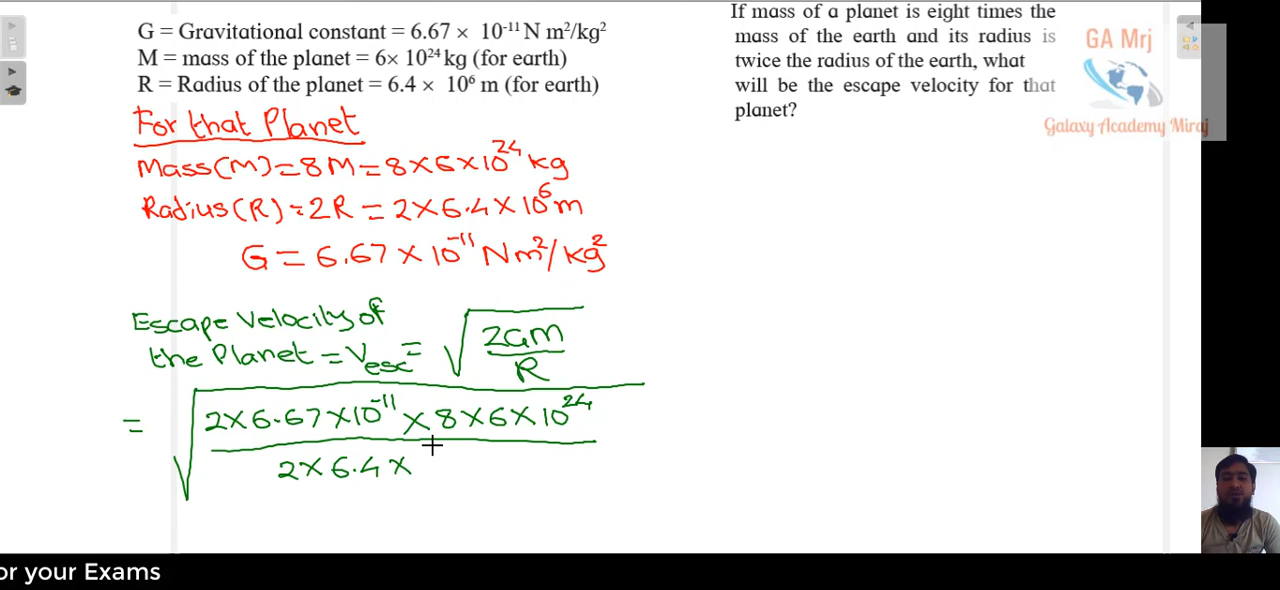 G = Gravitational constant = 6.67 × 10⁻¹¹ N m²/kg²
M = mass of the planet = 6× 10²⁴ kg (for earth)
R = Radius of the planet = 6.4 × 10⁶ m (for earth)
For that Planet
Mass(M)=8M=8×6×10²⁴ kg
Radius(R)=2R=2×6.4×10⁶m
G=6.67×10⁻¹¹ Nm²/kg²
Escape Velocity of
the Planet = Vesc = √(2GM/R)
= √(2×6.67×10⁻¹¹×8×6×10²⁴
2×6.4×
If mass of a planet is eight times the
mass of the earth and its radius is
twice the radius of the earth, what
will be the escape velocity for that
planet?
GA Mrj
Galaxy Academy Miraj
or your Exams